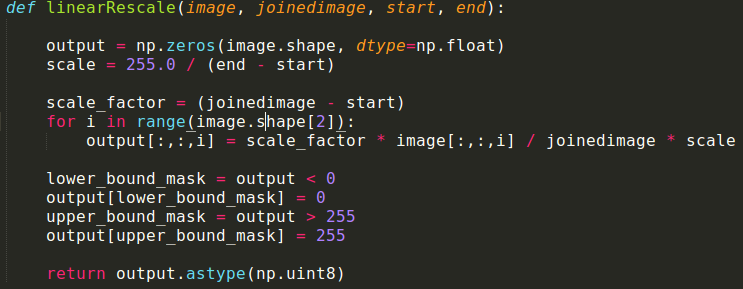 def linearRescale(image, joinedimage, start, end):
output = np.zeros(image.shape, dtype=np.float)
scale = 255.0 / (end - start)
scale_factor = (joinedimage - start)
for i in range(image.shape[2]):
output[:,:,i] = scale_factor * image[:,:,i] / joinedimage * scale
lower_bound_mask = output < 0
output[lower_bound_mask] = 0
upper_bound_mask = output > 255
output[upper_bound_mask] = 255
return output.astype(np.uint8)